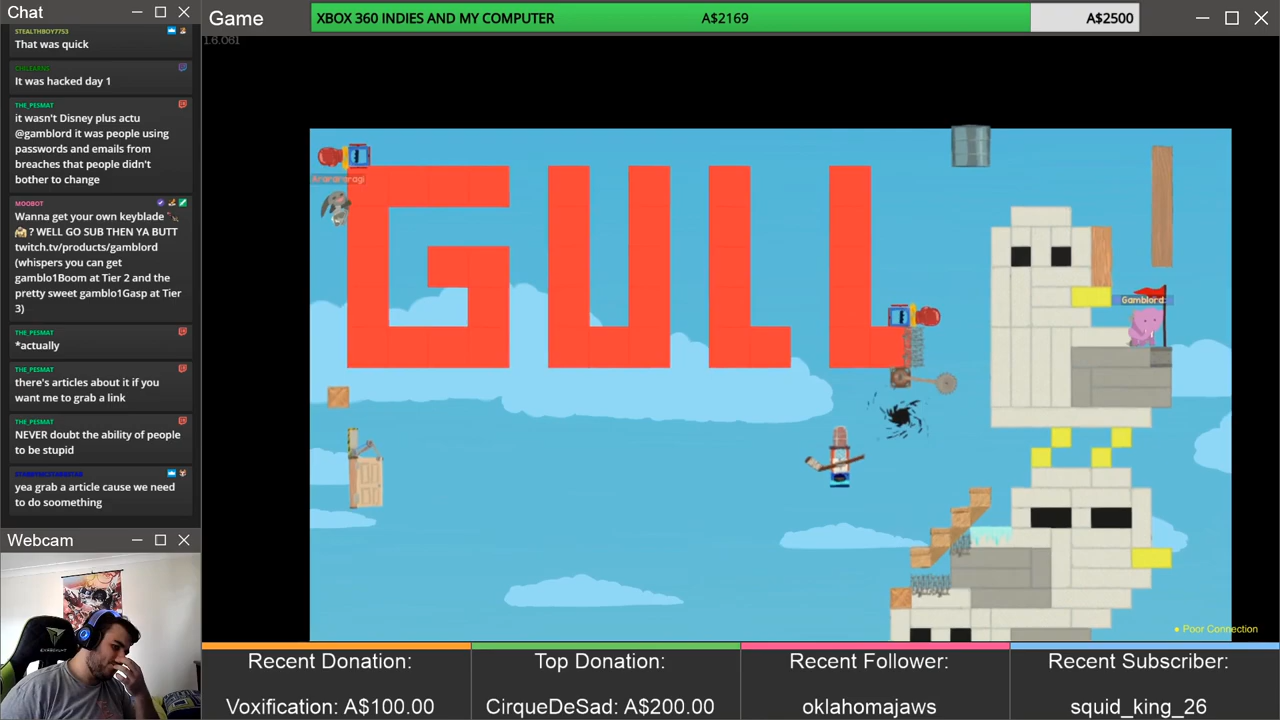 Chat
Game
XBOX 360 INDIES AND MY COMPUTER
A$2169
A$2500
1.6.061
STEALTHBOY7753
That was quick
It was hacked day 1
THE_PESMAT
it wasn't Disney plus actu
@gamblord it was people using
passwords and emails from
breaches that people didn't
bother to change
MOOBOT
Wanna get your own keyblade
? WELL GO SUB THEN YA BUTT
twitch.tv/products/gamblord
(whispers you can get
gamblo1Boom at Tier 2 and the
pretty sweet gamblo1Gasp at Tier
3)
THE_PESMAT
*actually
THE_PESMAT
there's articles about it if you
want me to grab a link
THE_PESMAT
NEVER doubt the ability of people
to be stupid
yea grab a article cause we need
to do soomething
GULL
Gamblord
Poor Connection
Webcam
Recent Donation:
Voxification: A$100.00
Top Donation:
CirqueDeSad: A$200.00
Recent Follower:
oklahomajaws
Recent Subscriber:
squid_king_26